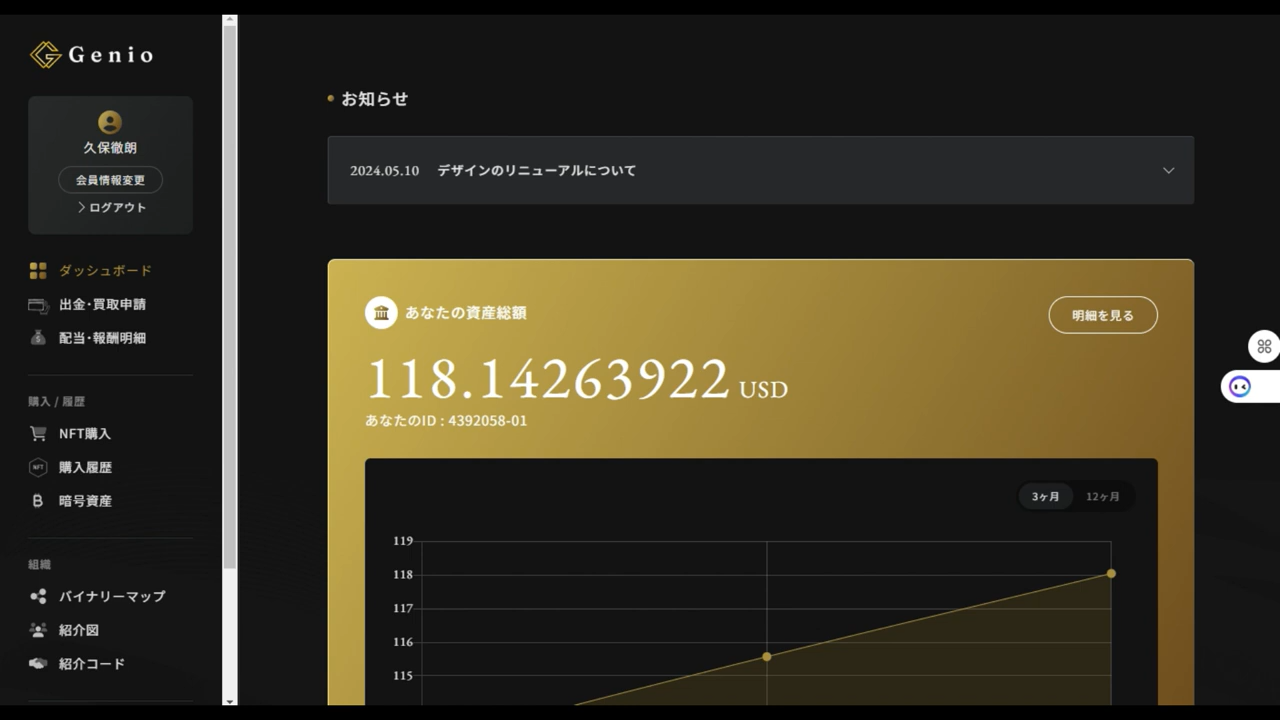 Genio
久保徹朗
会員情報変更
ログアウト
ダッシュボード
出金・買取申請
配当・報酬明細
購入 / 履歴
NFT購入
NFT
購入履歴
暗号資産
組織
バイナリーマップ
紹介図
紹介コード
お知らせ
2024.05.10 デザインのリニューアルについて
あなたの資産総額
明細を見る
118.14263922 USD
あなたのID : 4392058-01
3ヶ月 12ヶ月
119
118
117
116
115